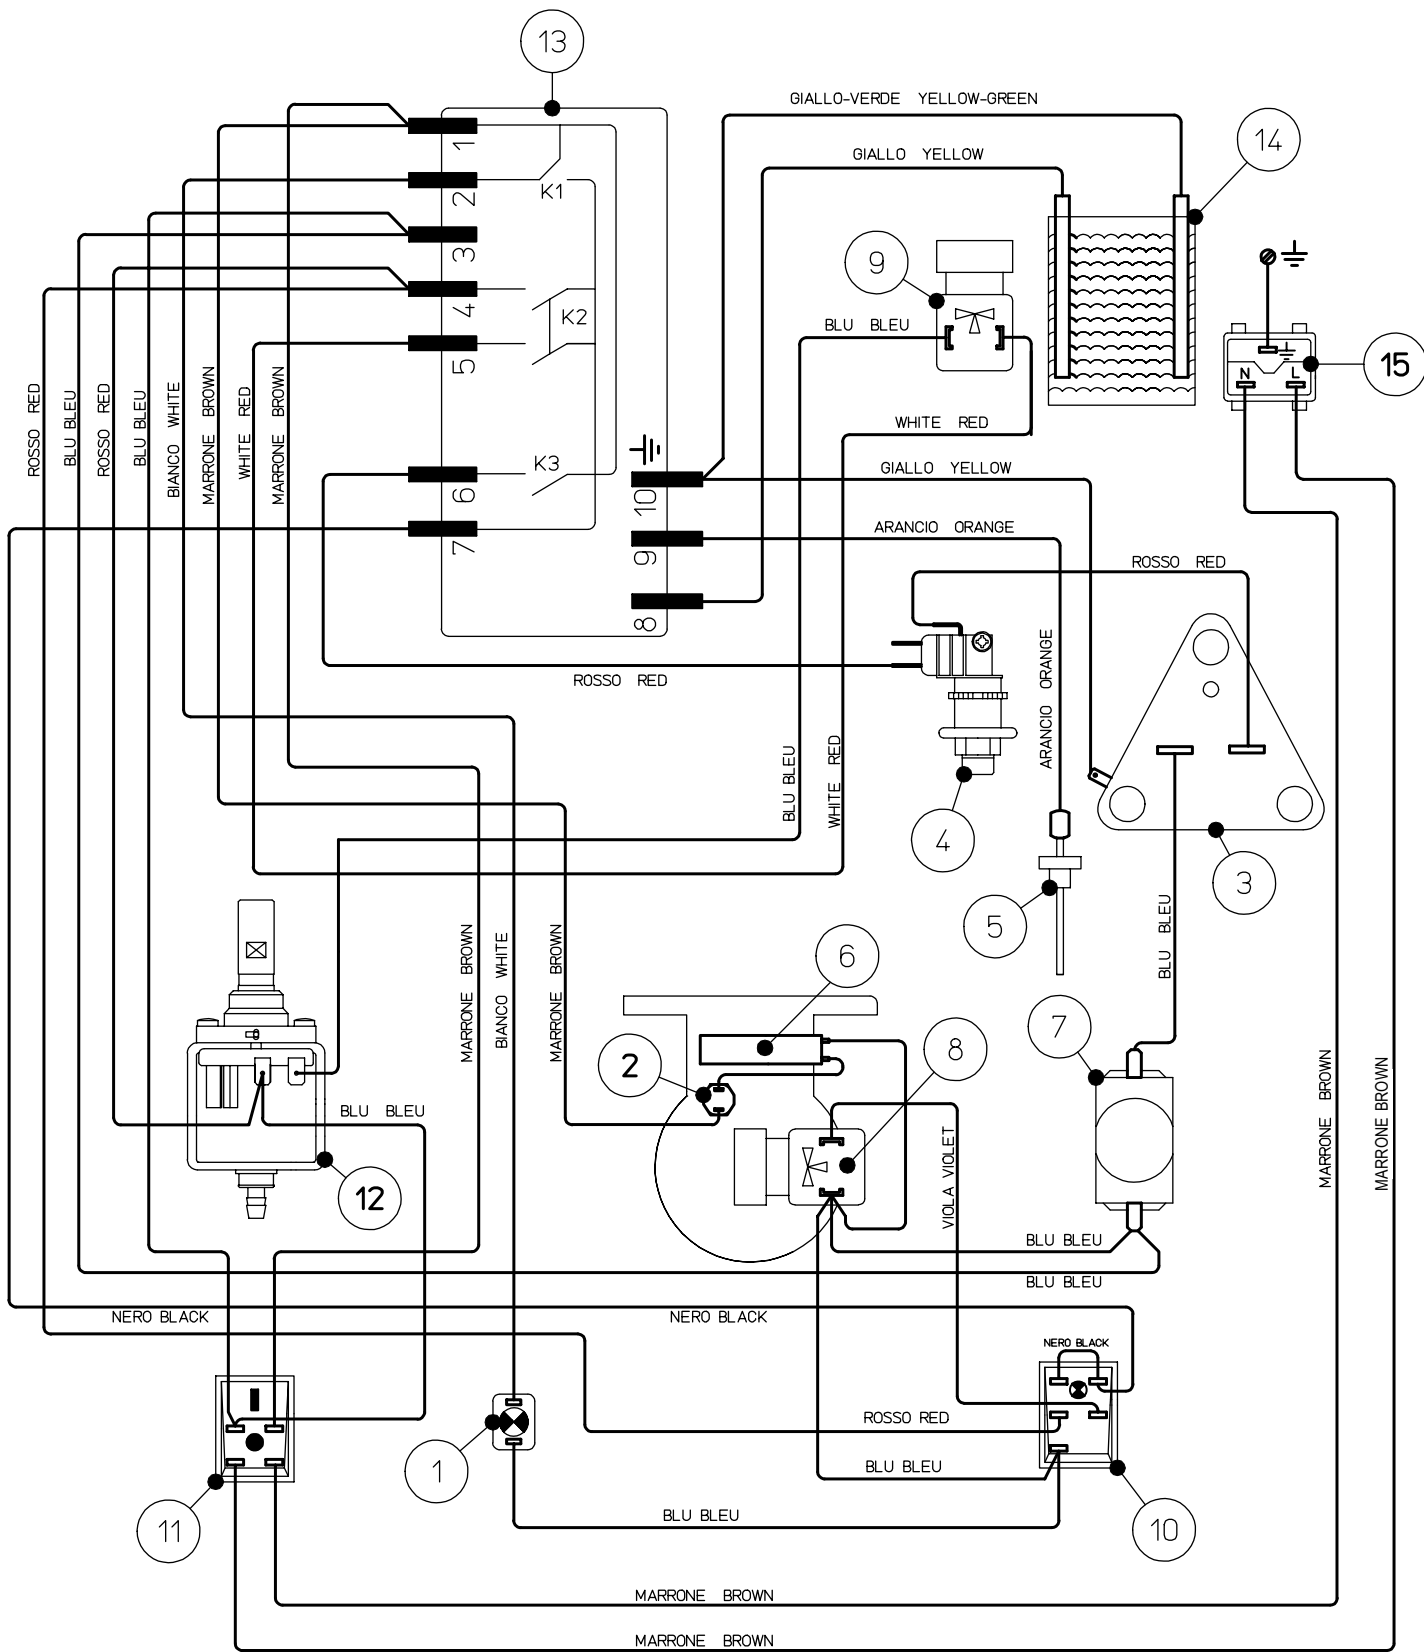 13
GIALLO-VERDE YELLOW-GREEN
14
GIALLO YELLOW
1
2
K1
3
9
4
K2
BLU BLEU
5
15
N
L
ROSSO RED
BLU BLEU
ROSSO RED
BLU BLEU
BIANCO WHITE
MARRONE BROWN
WHITE RED
MARRONE BROWN
WHITE RED
K3
GIALLO YELLOW
6
10
7
ARANCIO ORANGE
9
ROSSO RED
8
ROSSO RED
ARANCIO ORANGE
BLU BLEU
WHITE RED
4
3
5
BLU BLEU
MARRONE BROWN
BIANCO WHITE
MARRONE BROWN
6
7
8
2
BLU BLEU
12
VIOLA VIOLET
MARRONE BROWN
MARRONE BROWN
BLU BLEU
BLU BLEU
NERO BLACK
NERO BLACK
NERO BLACK
ROSSO RED
1
BLU BLEU
11
BLU BLEU
10
MARRONE BROWN
MARRONE BROWN